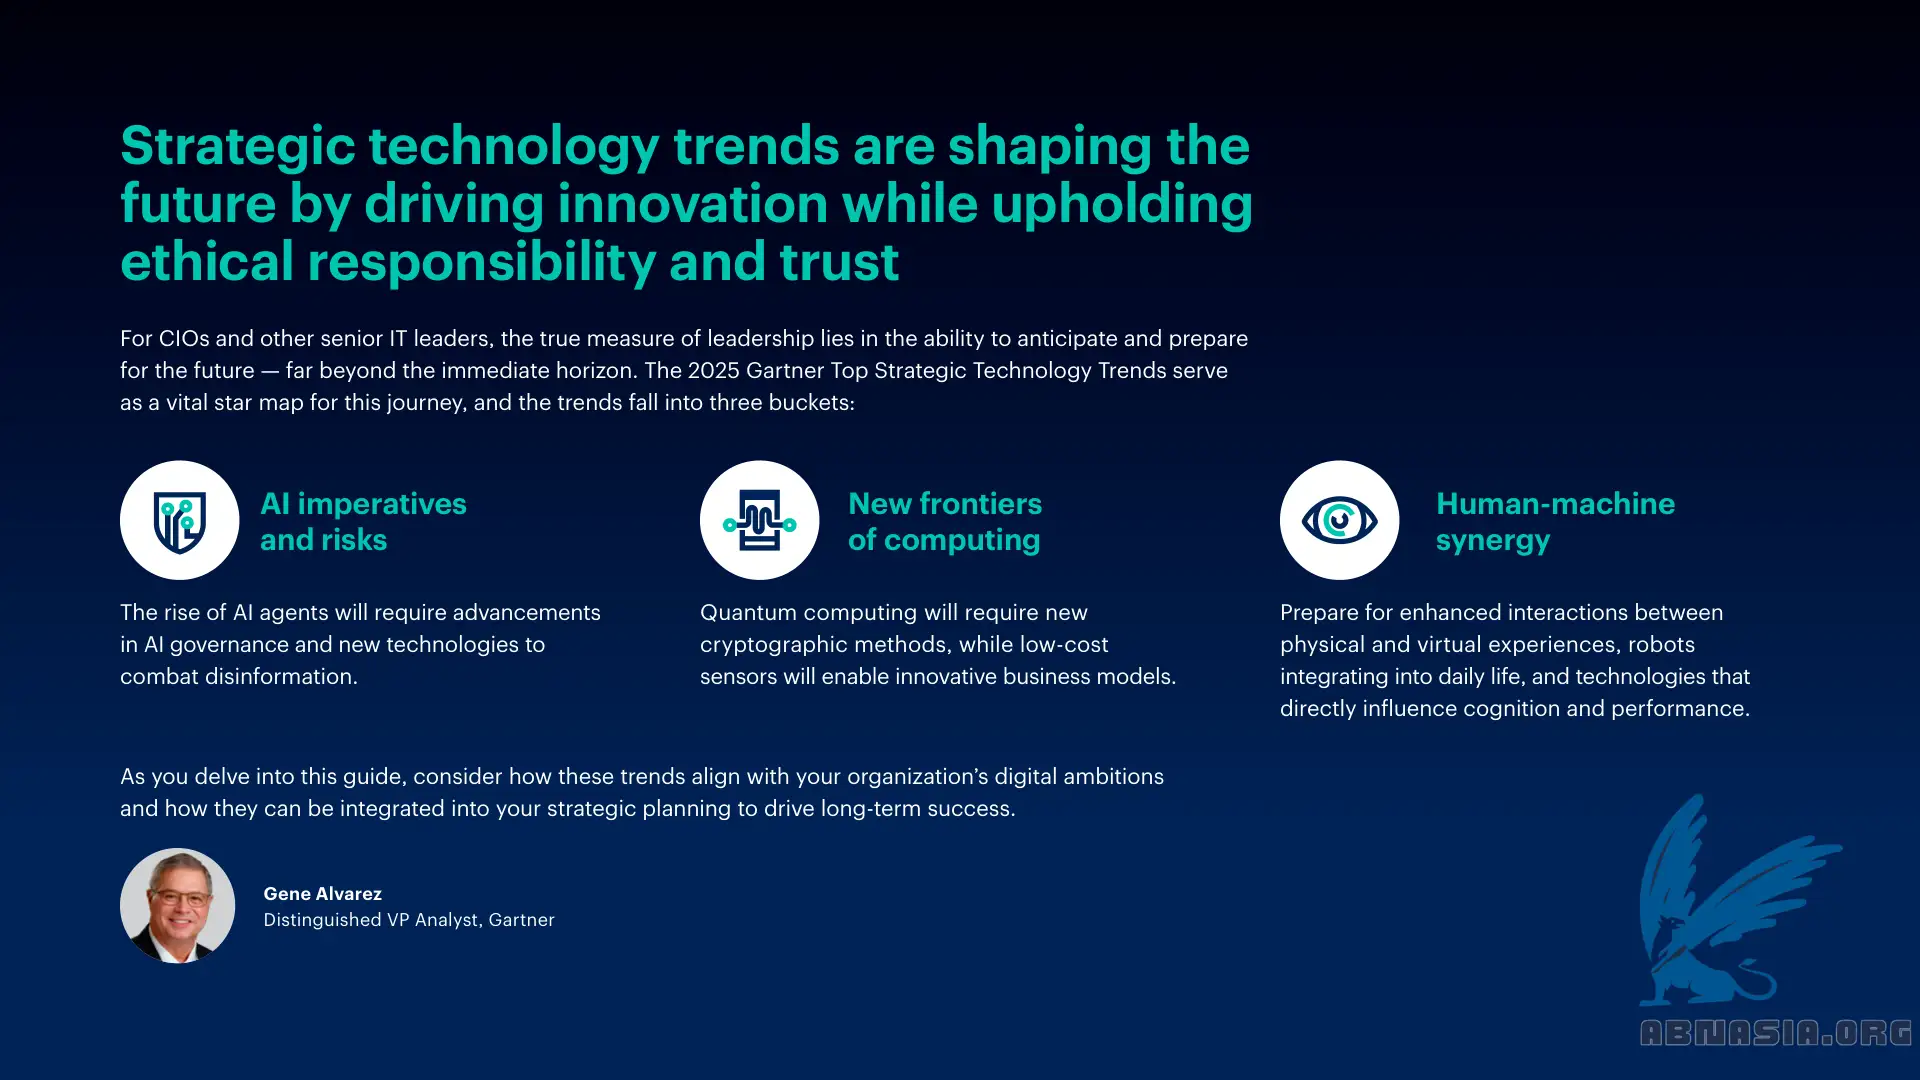 Strategic technology trends are shaping the
future by driving innovation while upholding
ethical responsibility and trust
For CIOs and other senior IT leaders, the true measure of leadership lies in the ability to anticipate and prepare
for the future — far beyond the immediate horizon. The 2025 Gartner Top Strategic Technology Trends serve
as a vital star map for this journey, and the trends fall into three buckets:
AI imperatives
and risks
The rise of AI agents will require advancements
in AI governance and new technologies to
combat disinformation.
New frontiers
of computing
Quantum computing will require new
cryptographic methods, while low-cost
sensors will enable innovative business models.
Human-machine
synergy
Prepare for enhanced interactions between
physical and virtual experiences, robots
integrating into daily life, and technologies that
directly influence cognition and performance.
As you delve into this guide, consider how these trends align with your organization’s digital ambitions
and how they can be integrated into your strategic planning to drive long-term success.
Gene Alvarez
Distinguished VP Analyst, Gartner
ABNASIA.ORG